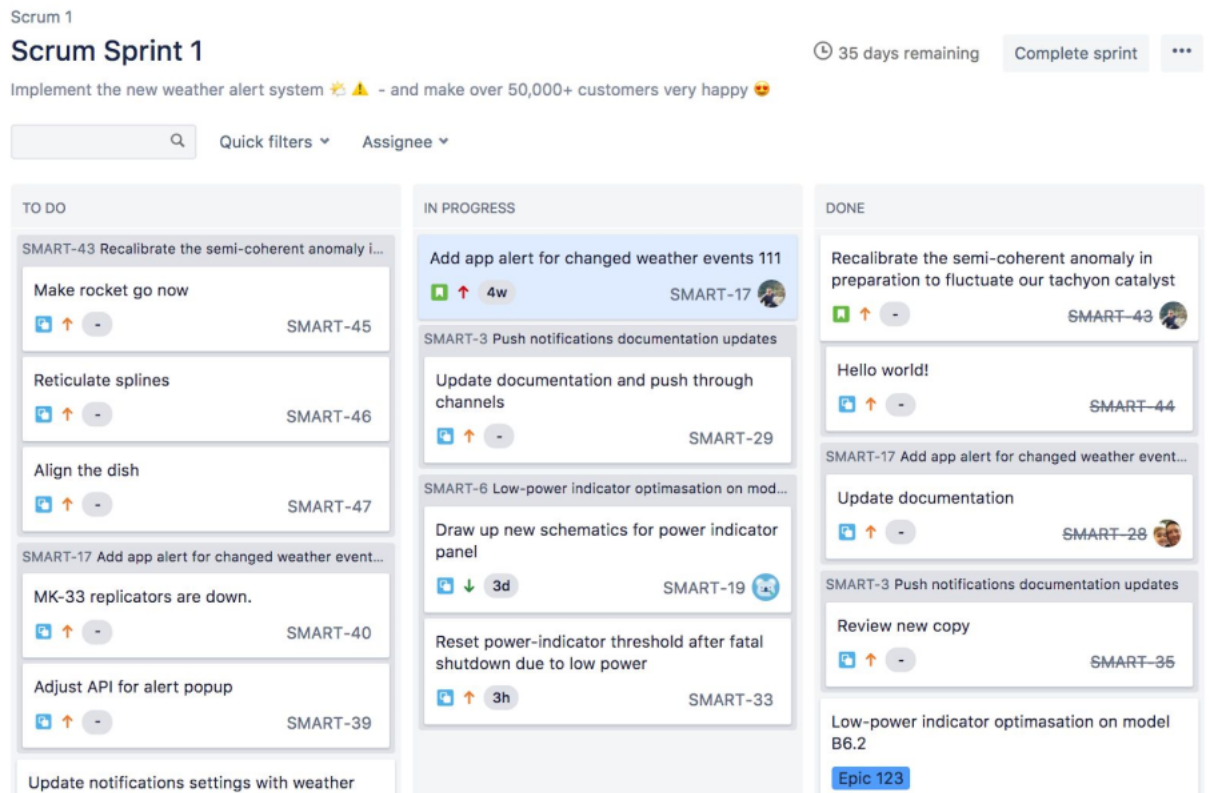 Scrum 1
Scrum Sprint 1
35 days remaining
Complete sprint
Implement the new weather alert system 🌤️ ⚠️ - and make over 50,000+ customers very happy 😍
Quick filters
Assignee
TO DO
SMART-43 Recalibrate the semi-coherent anomaly i...
Make rocket go now
-
SMART-45
Reticulate splines
-
SMART-46
Align the dish
-
SMART-47
SMART-17 Add app alert for changed weather event...
MK-33 replicators are down.
-
SMART-40
Adjust API for alert popup
-
SMART-39
Update notifications settings with weather
IN PROGRESS
Add app alert for changed weather events 111
4w
SMART-17
SMART-3 Push notifications documentation updates
Update documentation and push through
channels
-
SMART-29
SMART-6 Low-power indicator optimasation on mod...
Draw up new schematics for power indicator
panel
3d
SMART-19
Reset power-indicator threshold after fatal
shutdown due to low power
3h
SMART-33
DONE
Recalibrate the semi-coherent anomaly in
preparation to fluctuate our tachyon catalyst
-
SMART-43
Hello world!
-
SMART-44
SMART-17 Add app alert for changed weather event...
Update documentation
-
SMART-28
SMART-3 Push notifications documentation updates
Review new copy
-
SMART-35
Low-power indicator optimasation on model
B6.2
Epic 123